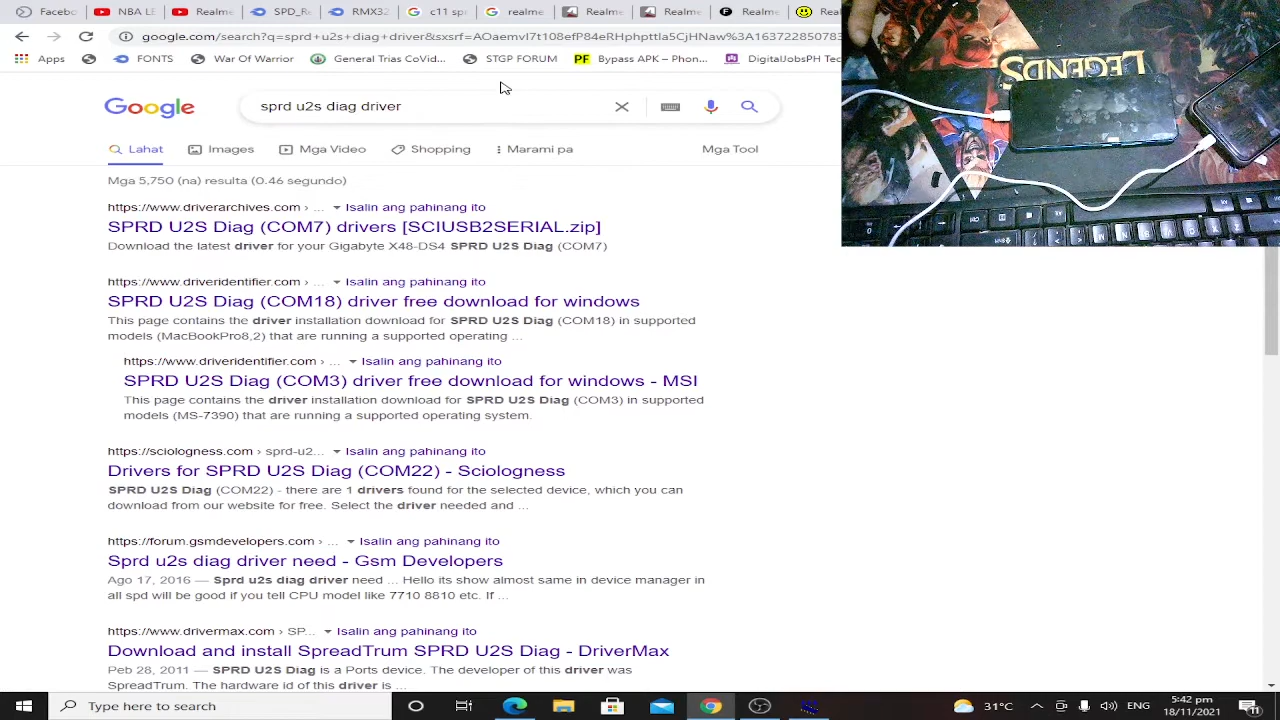 Facebo
NBA LE
Realme
SPD_Re
RMX32
c11 sp
realme
Realme
Realme
Realme
Realme
google.com/search?q=sprd+u2s+diag+driver&sxsrf=
Apps
FONTS
War Of Warrior
General Trias CoVid...
STGP FORUM
PF Bypass APK – Phon...
DigitalJobsPH Te
LEGENDS
Google
sprd u2s diag driver
Lahat
Images
Mga Video
Shopping
Marami pa
Mga Tool
Mga 5,750 (na) resulta (0.46 segundo)
https://www.driverarchives.com › ... Isalin ang pahinang ito
SPRD U2S Diag (COM7) drivers [SCIUSB2SERIAL.zip]
Download the latest driver for your Gigabyte X48-DS4 SPRD U2S Diag (COM7)
https://www.driveridentifier.com › ... Isalin ang pahinang ito
SPRD U2S Diag (COM18) driver free download for windows
This page contains the driver installation download for SPRD U2S Diag (COM18) in supported
models (MacBookPro8,2) that are running a supported operating ...
https://www.driveridentifier.com › ... Isalin ang pahinang ito
SPRD U2S Diag (COM3) driver free download for windows - MSI
This page contains the driver installation download for SPRD U2S Diag (COM3) in supported
models (MS-7390) that are running a supported operating system.
https://sciologness.com › sprd-u2... Isalin ang pahinang ito
Drivers for SPRD U2S Diag (COM22) - Sciologness
SPRD U2S Diag (COM22) - there are 1 drivers found for the selected device, which you can
download from our website for free. Select the driver needed and ...
https://forum.gsmdevelopers.com › ... Isalin ang pahinang ito
Sprd u2s diag driver need - Gsm Developers
Ago 17, 2016 — Sprd u2s diag driver need ... Hello its show almost same in device manager in
all spd will be good if you tell CPU model like 7710 8810 etc. If ...
https://www.drivermax.com › SP... Isalin ang pahinang ito
Download and install SpreadTrum SPRD U2S Diag - DriverMax
Peb 28, 2011 — SPRD U2S Diag is a Ports device. The developer of this driver was
SpreadTrum. The hardware id of this driver is ...
Type here to search
31°C
ENG
5:42 pm
18/11/2021
11